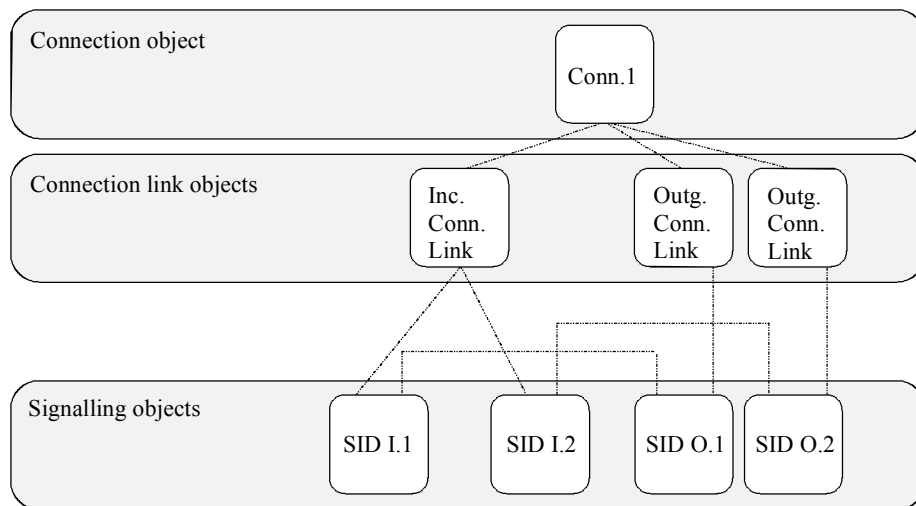 Connection object
Conn.1
Connection link objects
Inc.
Conn.
Link
Outg.
Conn.
Link
Outg.
Conn.
Link
Signalling objects
SID I.1
SID I.2
SID O.1
SID O.2